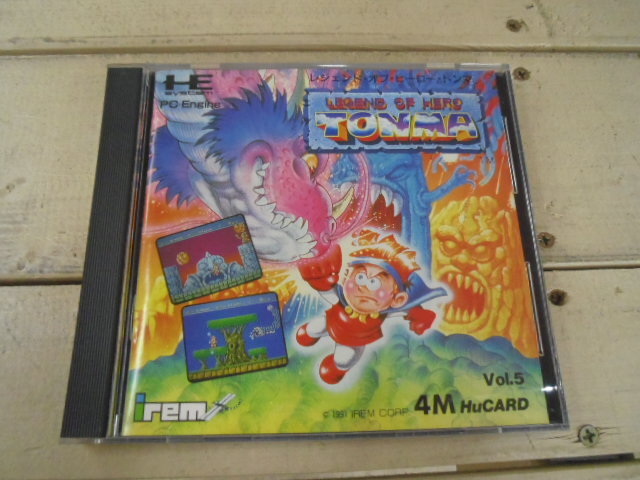 HE
system
PC Engine
レジェンド・オブ・ヒーロー・トンマ
LEGEND OF HERO
TONMA
Vol.5
irem
© 1991 IREM CORP.
4M HuCARD